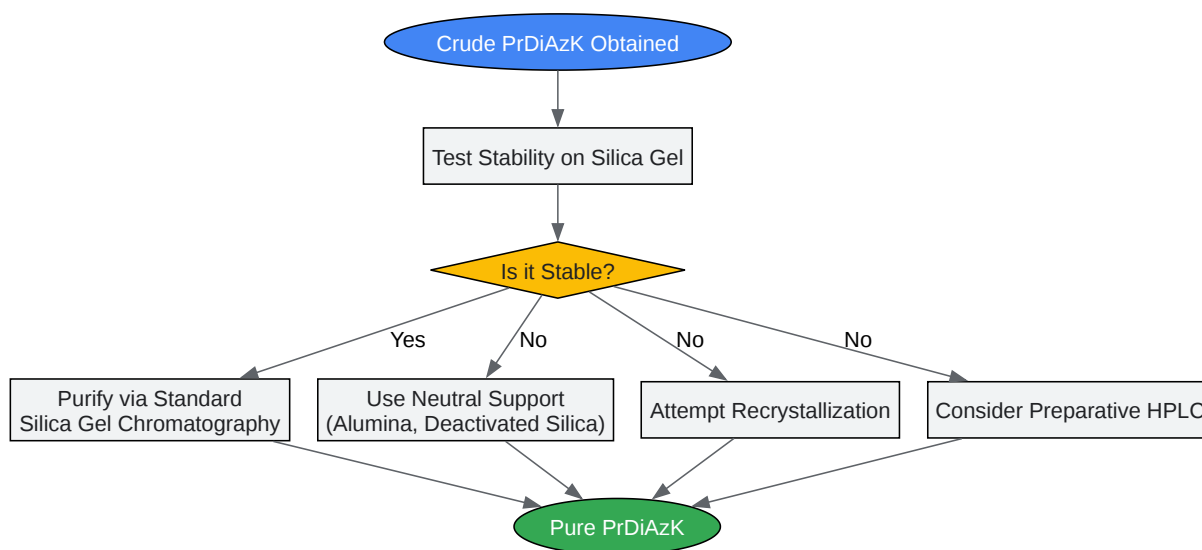 Crude PrDiAzK Obtained
Test Stability on Silica Gel
Is it Stable?
Yes
No
No
No
Purify via Standard
Silica Gel Chromatography
Use Neutral Support
(Alumina, Deactivated Silica)
Attempt Recrystallization
Consider Preparative HPLC
Pure PrDiAzK